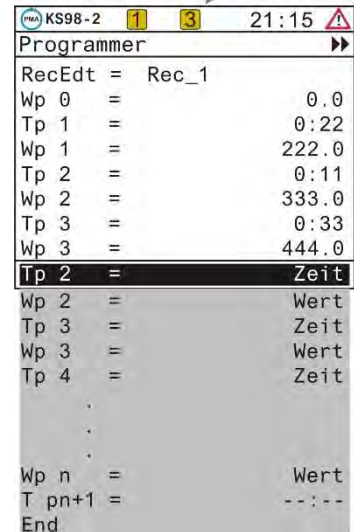 PMA KS98-2 1 3 21:15
Programmer
RecEdt = Rec_1
Wp 0 = 0.0
Tp 1 = 0:22
Wp 1 = 222.0
Tp 2 = 0:11
Wp 2 = 333.0
Tp 3 = 0:33
Wp 3 = 444.0
Tp 2 = Zeit
Wp 2 = Wert
Tp 3 = Zeit
Wp 3 = Wert
Tp 4 = Zeit
.
.
.
Wp n = Wert
T pn+1 = --:--
End